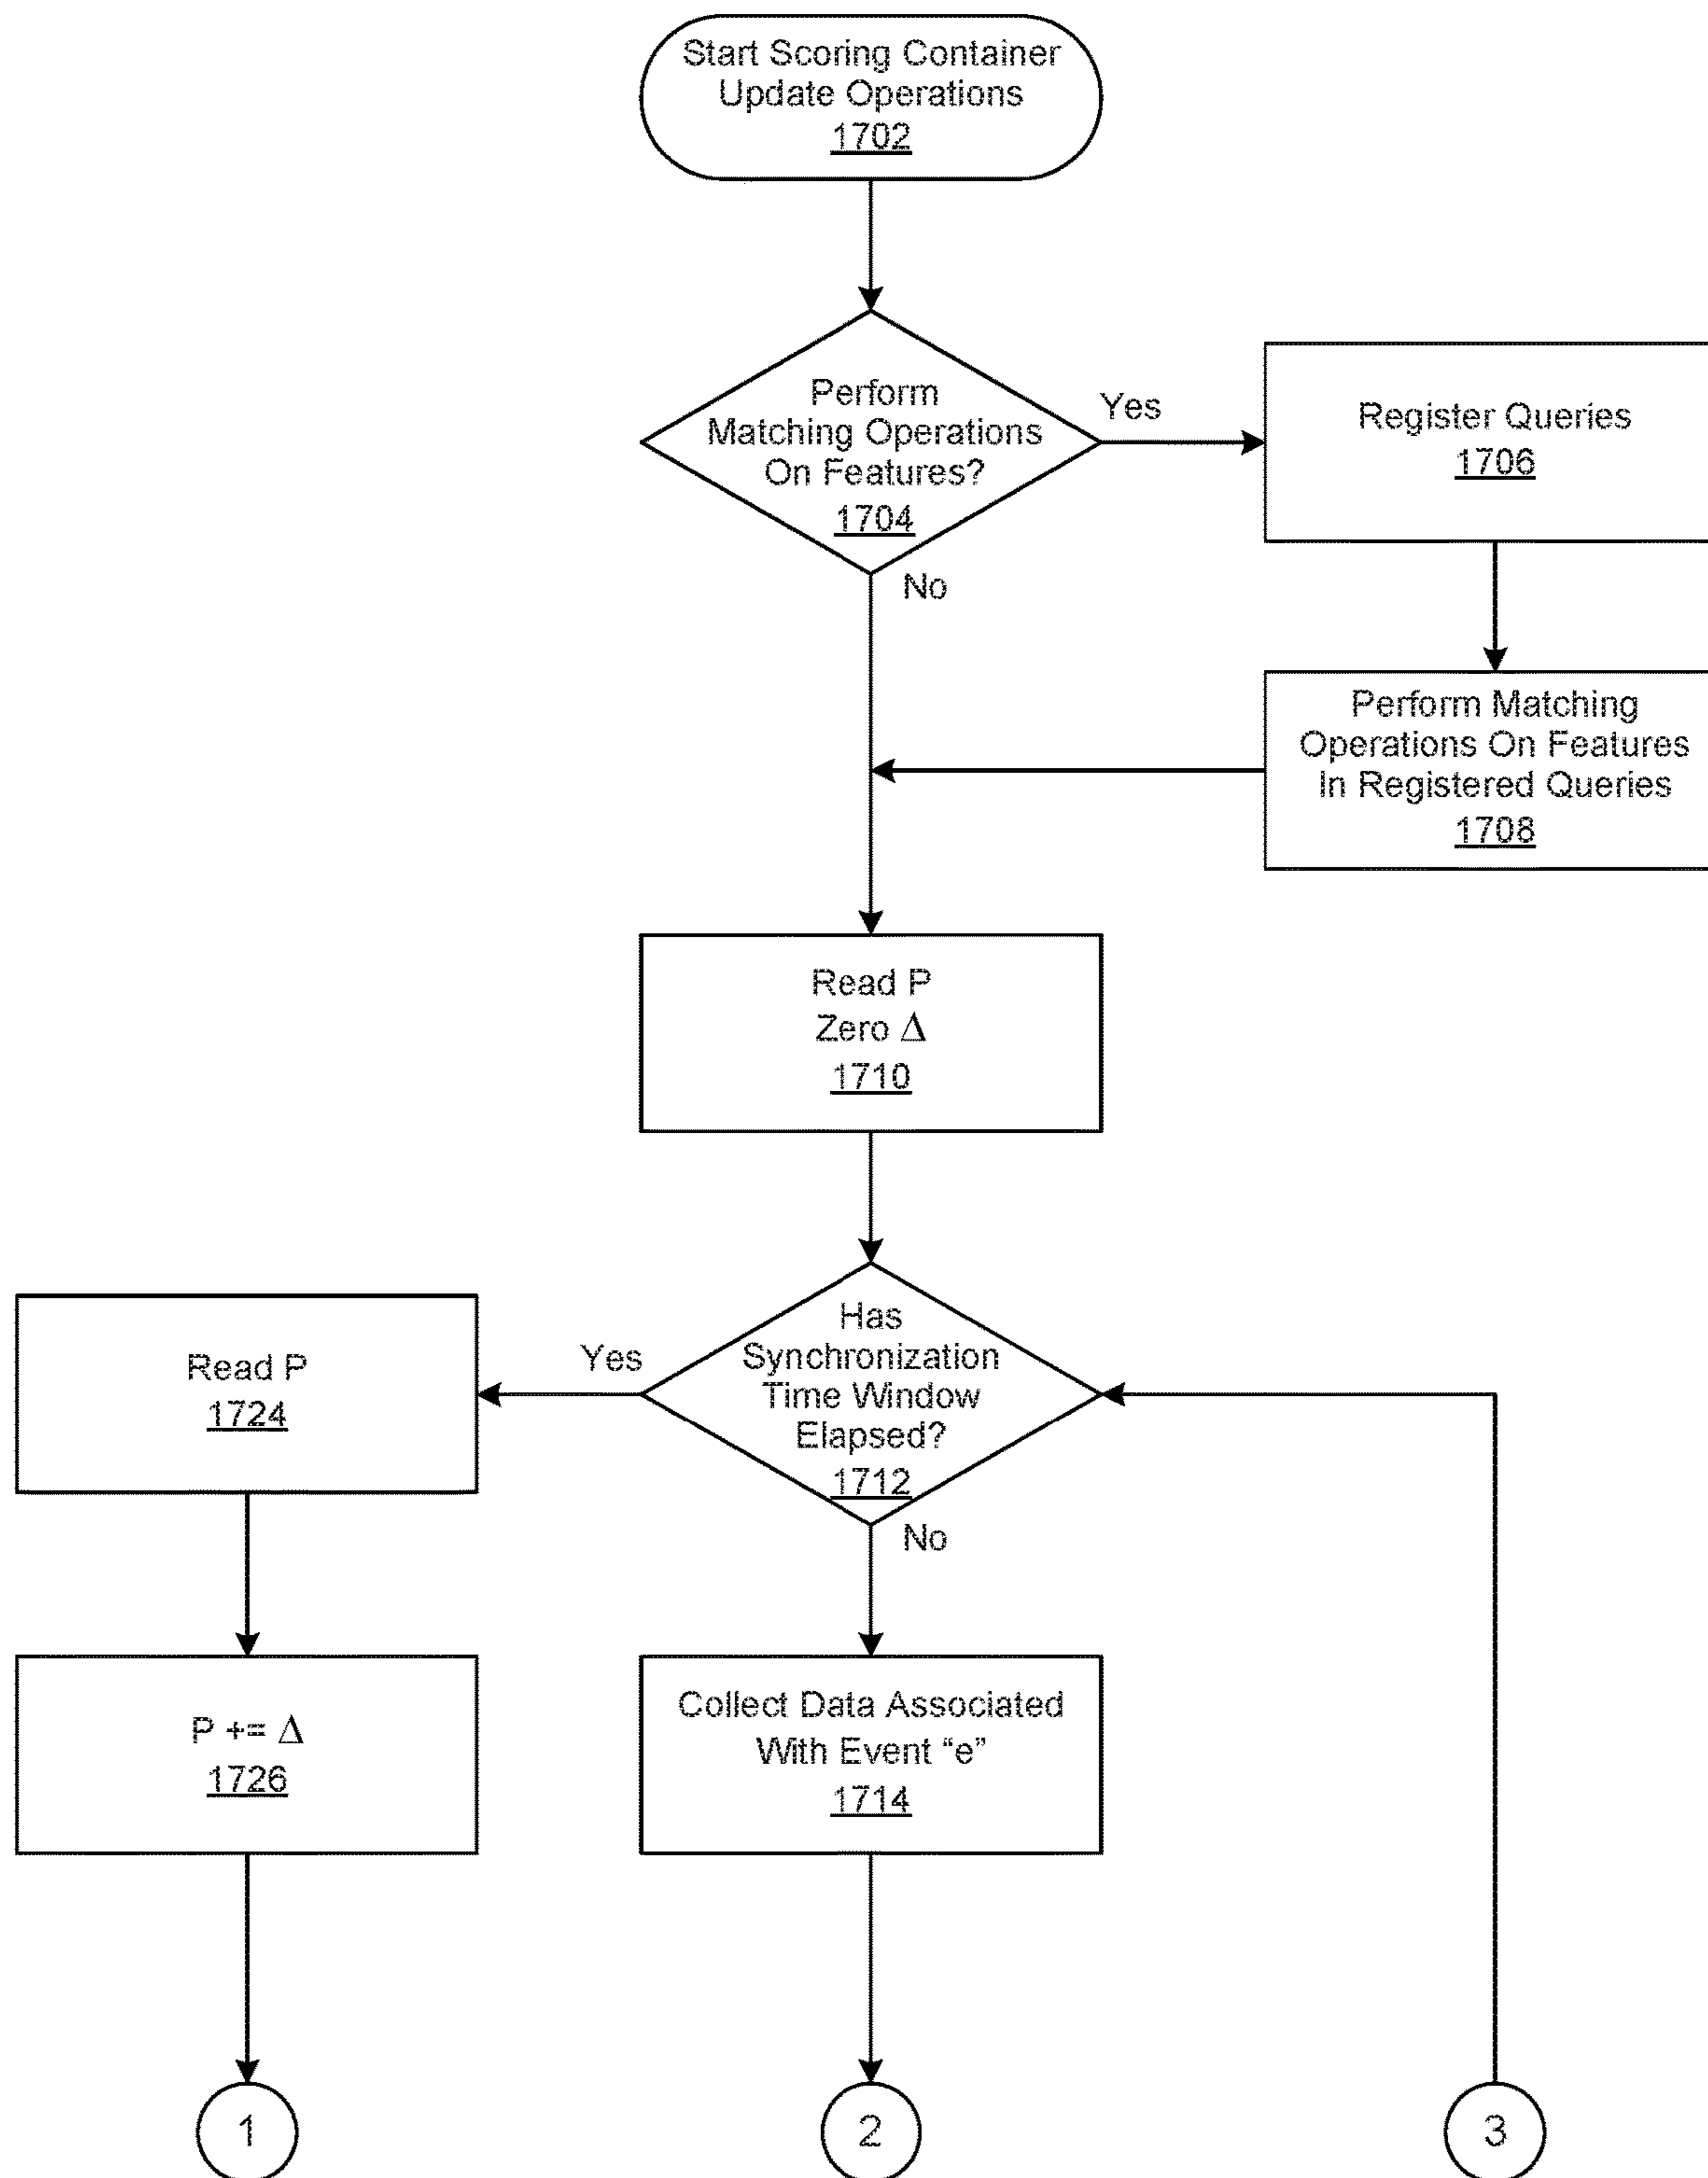 Start Scoring Container
Update Operations
1702
Perform
Matching Operations
On Features?
1704
Yes
No
Register Queries
1706
Perform Matching
Operations On Features
In Registered Queries
1708
Read P
Zero Δ
1710
Has
Synchronization
Time Window
Elapsed?
1712
Yes
No
Read P
1724
P += Δ
1726
Collect Data Associated
With Event “e”
1714
1
2
3